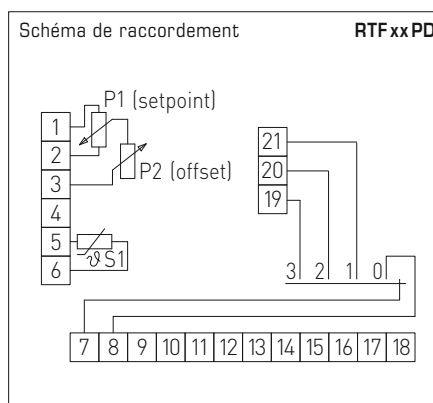 Schéma de raccordement RTF xx PD
P1 (setpoint)
1
2
3
4
5
6
P2 (offset)
ϑ S1
21
20
19
3 2 1 0
7 8 9 10 11 12 13 14 15 16 17 18